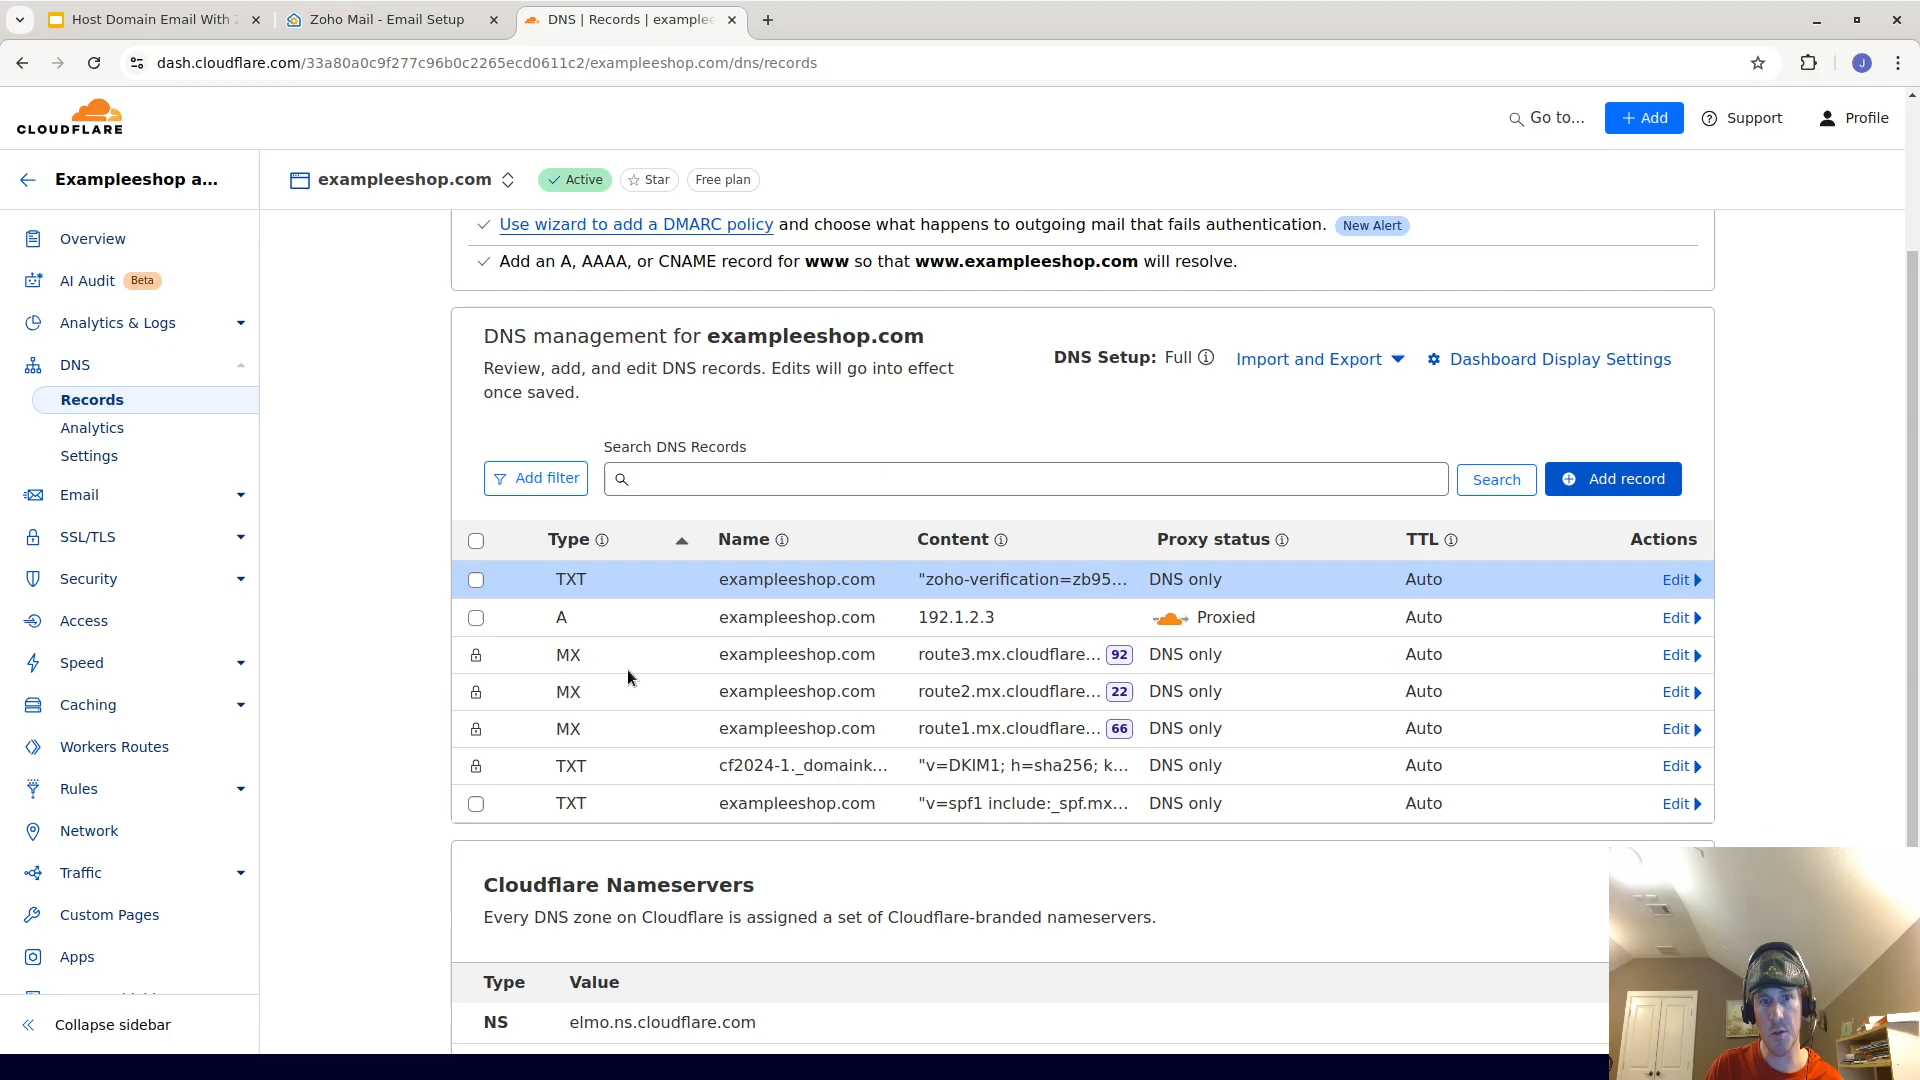 Host Domain Email With
Zoho Mail - Email Setup
DNS | Records | example
dash.cloudflare.com/33a80a0c9f277c96b0c2265ecd0611c2/exampleeshop.com/dns/records
J
CLOUDFLARE
Go to...
Add
Support
Profile
Exampleeshop a...
exampleeshop.com
Active
Star
Free plan
Overview
AI Audit Beta
Analytics & Logs
DNS
Records
Analytics
Settings
Email
SSL/TLS
Security
Access
Speed
Caching
Workers Routes
Rules
Network
Traffic
Custom Pages
Apps
Collapse sidebar
Use wizard to add a DMARC policy and choose what happens to outgoing mail that fails authentication. New Alert
Add an A, AAAA, or CNAME record for www so that www.exampleeshop.com will resolve.
DNS management for exampleeshop.com
Review, add, and edit DNS records. Edits will go into effect
once saved.
DNS Setup: Full
Import and Export
Dashboard Display Settings
Search DNS Records
Add filter
Search
Add record
Type Name Content Proxy status TTL Actions
TXT exampleeshop.com "zoho-verification=zb95... DNS only Auto Edit
A exampleeshop.com 192.1.2.3 Proxied Auto Edit
MX exampleeshop.com route3.mx.cloudflare... 92 DNS only Auto Edit
MX exampleeshop.com route2.mx.cloudflare... 22 DNS only Auto Edit
MX exampleeshop.com route1.mx.cloudflare... 66 DNS only Auto Edit
TXT cf2024-1._domaink... "v=DKIM1; h=sha256; k... DNS only Auto Edit
TXT exampleeshop.com "v=spf1 include:_spf.mx... DNS only Auto Edit
Cloudflare Nameservers
Every DNS zone on Cloudflare is assigned a set of Cloudflare-branded nameservers.
Type Value
NS elmo.ns.cloudflare.com